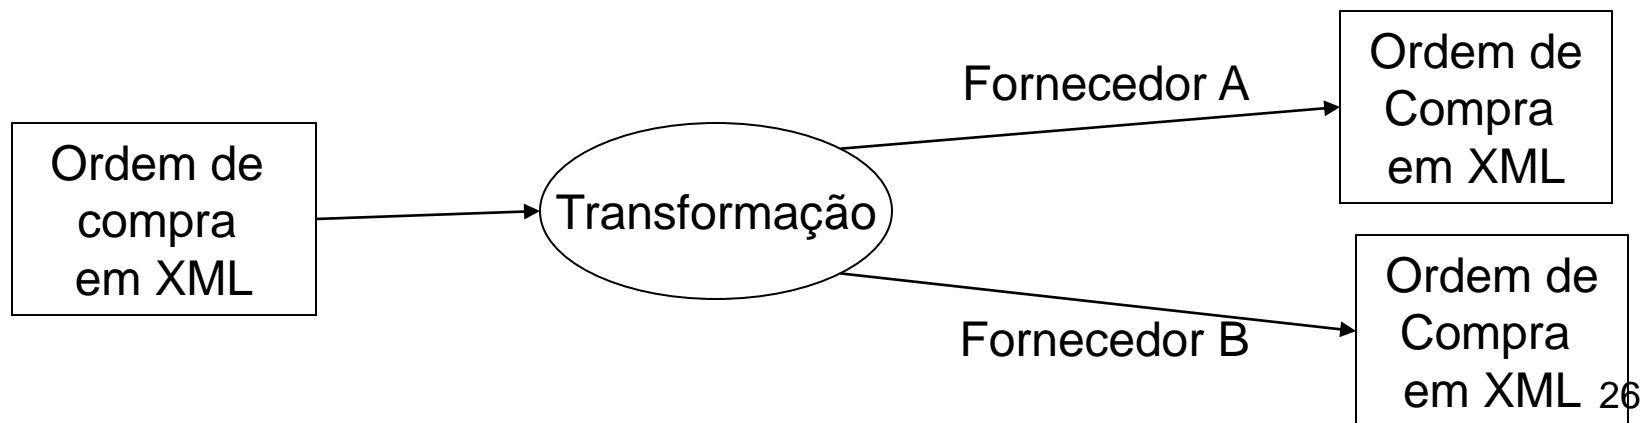 Ordem de
compra
em XML
Transformação
Fornecedor A
Ordem de
Compra
em XML
Fornecedor B
Ordem de
Compra
em XML
26